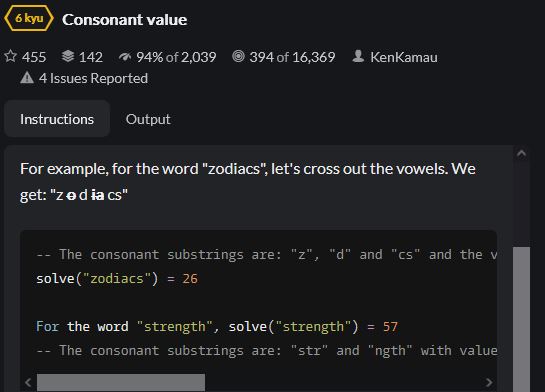 6 kyu Consonant value
455 142 94% of 2,039 394 of 16,369 KenKamau
4 Issues Reported
Instructions Output
For example, for the word "zodiacs", let's cross out the vowels. We
get: "z o d ia cs"
-- The consonant substrings are: "z", "d" and "cs" and the v
solve("zodiacs") = 26
For the word "strength", solve("strength") = 57
-- The consonant substrings are: "str" and "ngth" with value